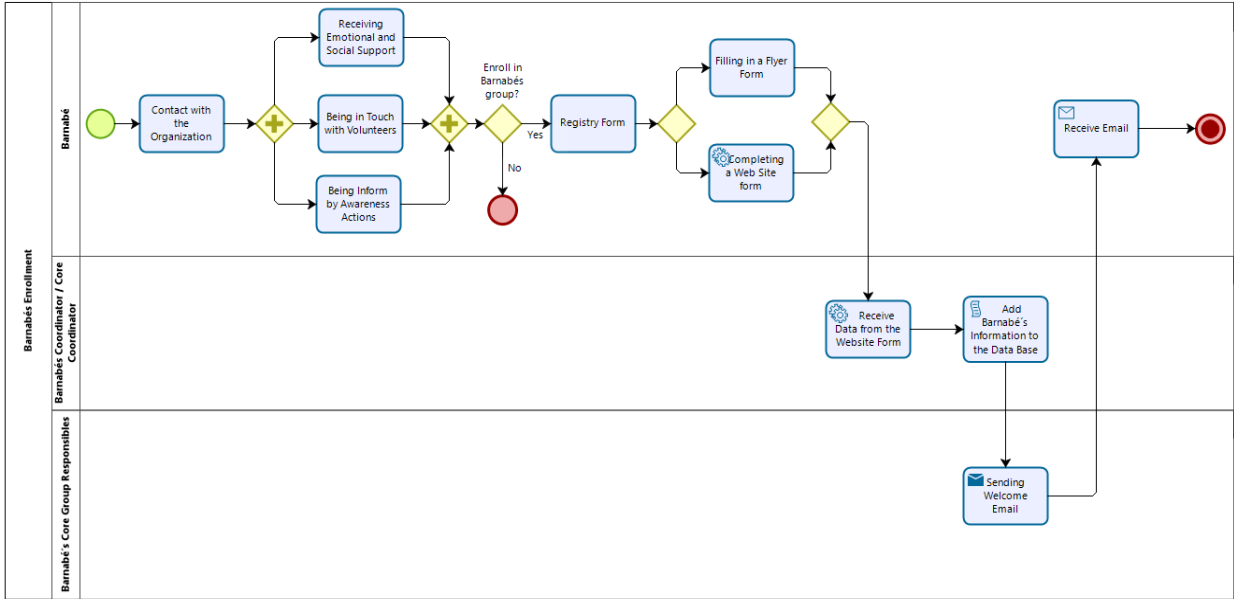 Barnabés Enrollment
Barnabé
Contact with
the
Organization
Receiving
Emotional and
Social Support
Being in Touch
with Volunteers
Being Inform
by Awareness
Actions
Enroll in
Barnabés
group?
Yes
No
Registry Form
Filling in a Flyer
Form
Completing
a Web Site
form
Receive Email
Barnabés Coordinator / Core
Coordinator
Receive
Data from the
Website Form
Add
Barnabé´s
Information to
the Data Base
Barnabé´s Core Group Responsibles
Sending
Welcome
Email